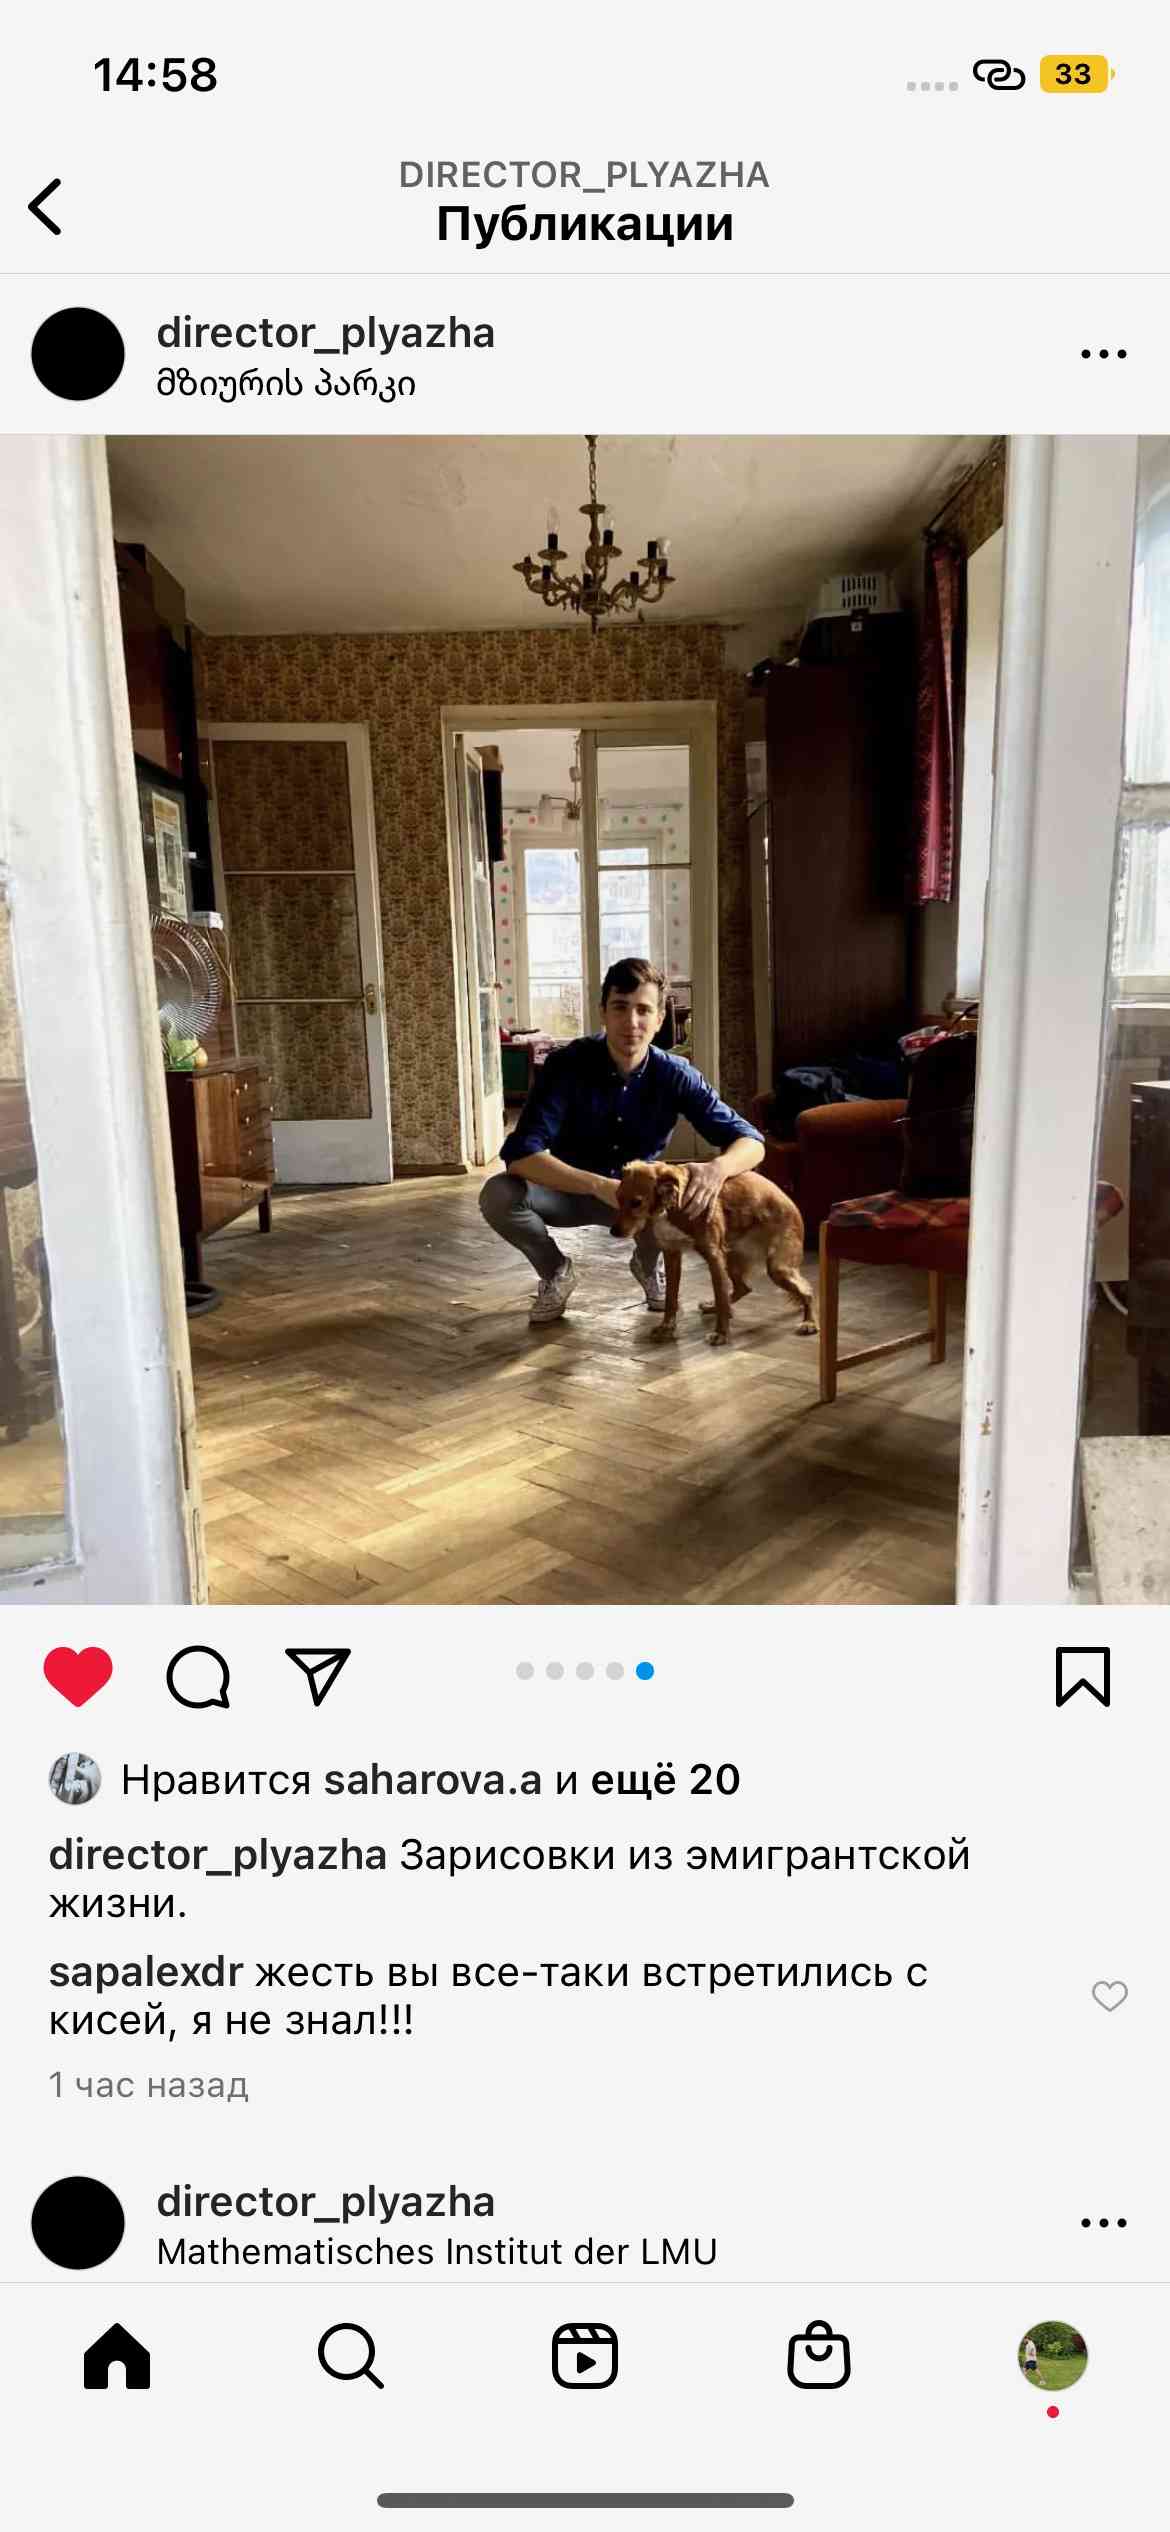 14:58
33
DIRECTOR_PLYAZHA
Публикации
director_plyazha
მზიურის პარკი
Нравится saharova.a и ещё 20
director_plyazha Зарисовки из эмигрантской
жизни.
sapalexdr жесть вы все-таки встретились с
кисей, я не знал!!!
1 час назад
director_plyazha
Mathematisches Institut der LMU